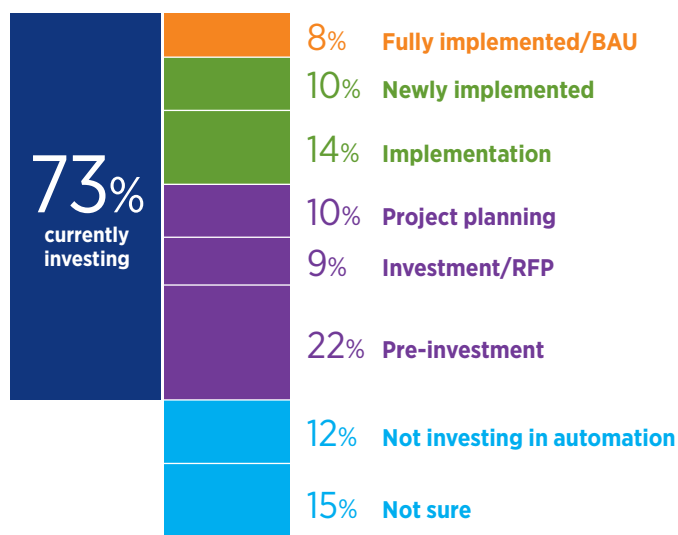 73%
currently
investing
8% Fully implemented/BAU
10% Newly implemented
14% Implementation
10% Project planning
9% Investment/RFP
22% Pre-investment
12% Not investing in automation
15% Not sure